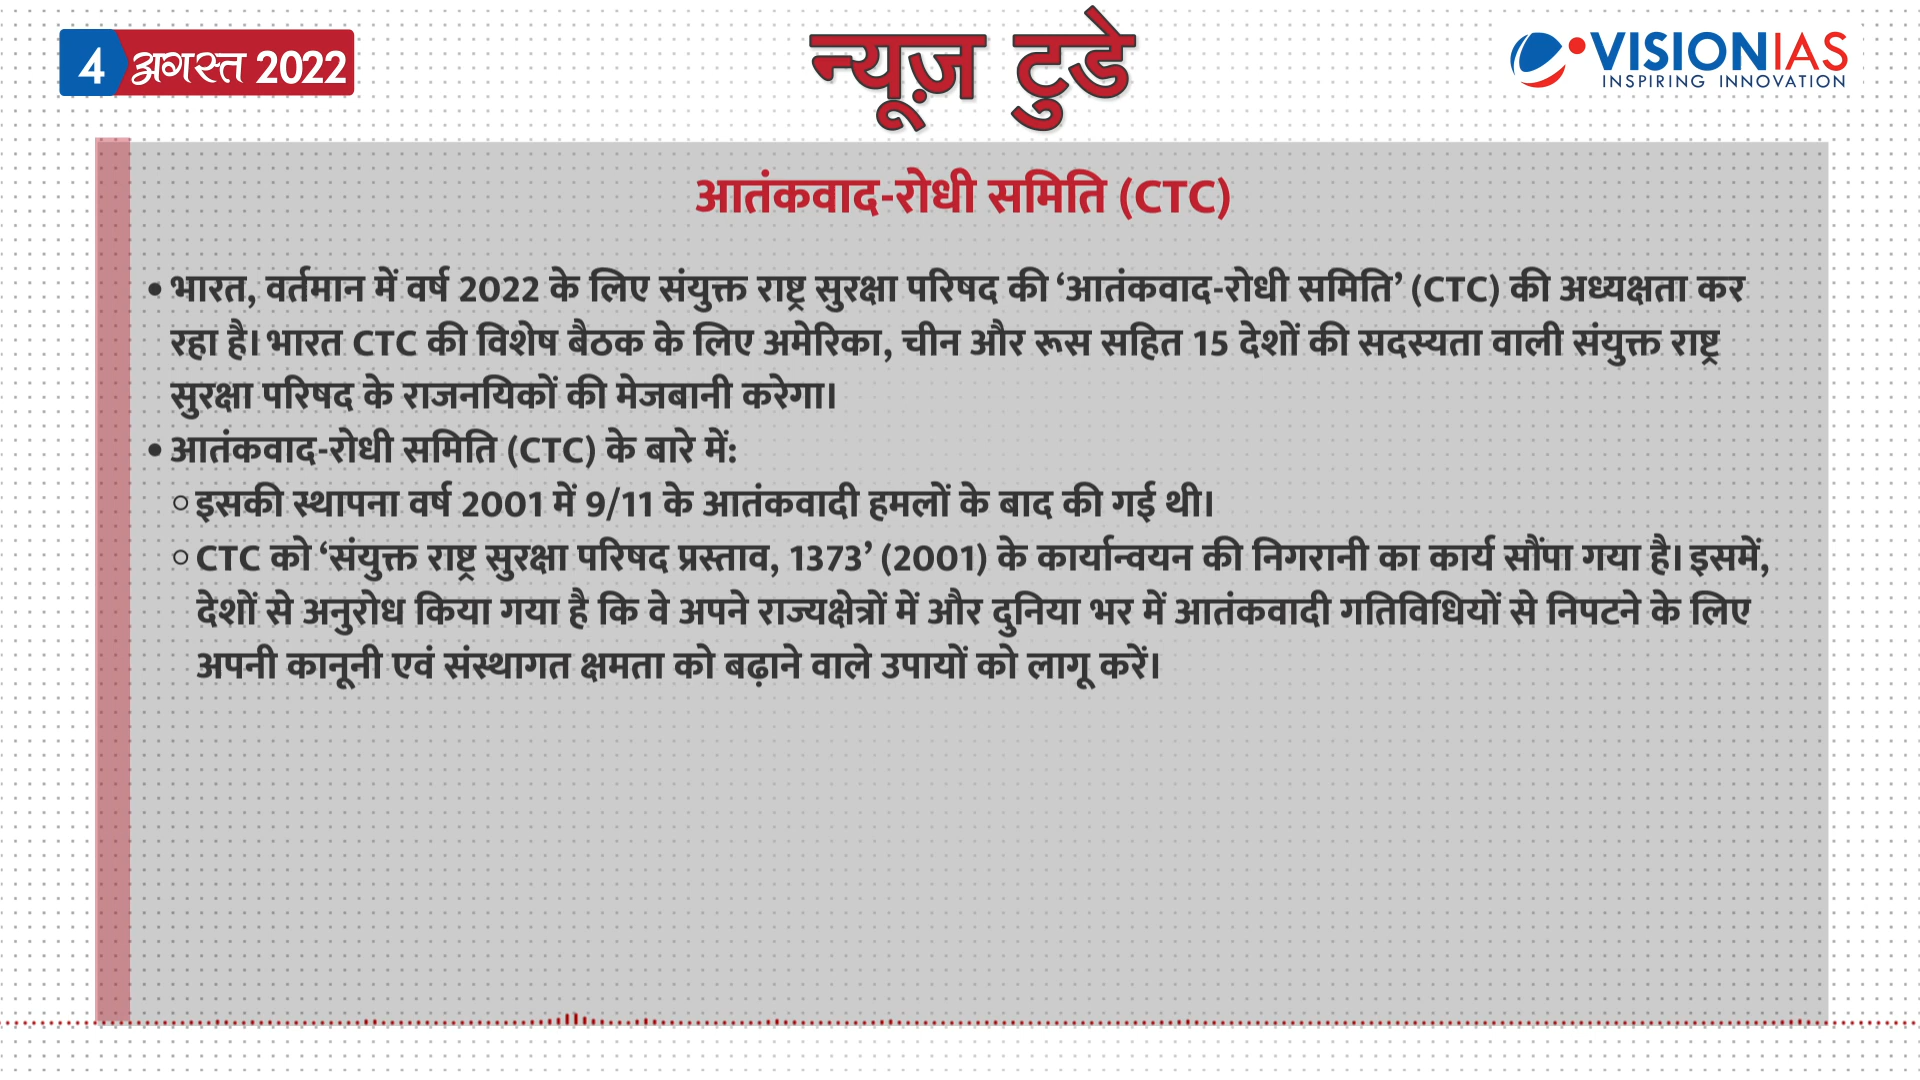 4 अगस्त 2022
न्यूज़ टुडे
VISIONIAS
INSPIRING INNOVATION
आतंकवाद-रोधी समिति (CTC)
• भारत, वर्तमान में वर्ष 2022 के लिए संयुक्त राष्ट्र सुरक्षा परिषद की ‘आतंकवाद-रोधी समिति’ (CTC) की अध्यक्षता कर
रहा है। भारत CTC की विशेष बैठक के लिए अमेरिका, चीन और रूस सहित 15 देशों की सदस्यता वाली संयुक्त राष्ट्र
सुरक्षा परिषद के राजनयिकों की मेजबानी करेगा।
• आतंकवाद-रोधी समिति (CTC) के बारे में:
○ इसकी स्थापना वर्ष 2001 में 9/11 के आतंकवादी हमलों के बाद की गई थी।
○ CTC को ‘संयुक्त राष्ट्र सुरक्षा परिषद प्रस्ताव, 1373’ (2001) के कार्यान्वयन की निगरानी का कार्य सौंपा गया है। इसमें,
देशों से अनुरोध किया गया है कि वे अपने राज्यक्षेत्रों में और दुनिया भर में आतंकवादी गतिविधियों से निपटने के लिए
अपनी कानूनी एवं संस्थागत क्षमता को बढ़ाने वाले उपायों को लागू करें।